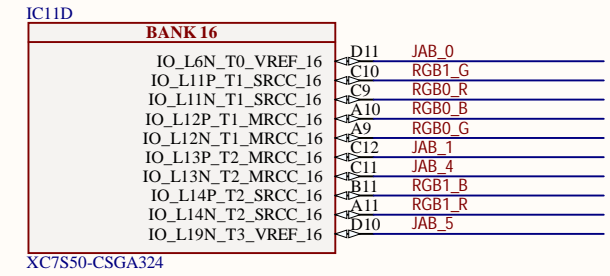 IC11D
BANK 16
IO_L6N_T0_VREF_16 D11 JAB_0
IO_L11P_T1_SRCC_16 C10 RGB1_G
IO_L11N_T1_SRCC_16 C9 RGB0_R
IO_L12P_T1_MRCC_16 A10 RGB0_B
IO_L12N_T1_MRCC_16 A9 RGB0_G
IO_L13P_T2_MRCC_16 C12 JAB_1
IO_L13N_T2_MRCC_16 C11 JAB_4
IO_L14P_T2_SRCC_16 B11 RGB1_B
IO_L14N_T2_SRCC_16 A11 RGB1_R
IO_L19N_T3_VREF_16 D10 JAB_5
XC7S50-CSGA324